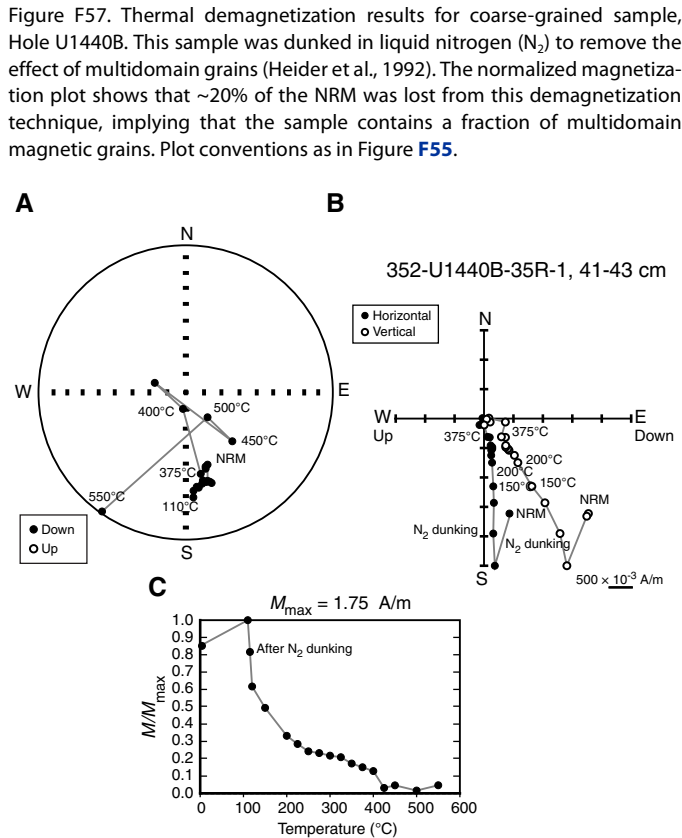 Figure F57. Thermal demagnetization results for coarse-grained sample,
Hole U1440B. This sample was dunked in liquid nitrogen (N2) to remove the
effect of multidomain grains (Heider et al., 1992). The normalized magnetiza-
tion plot shows that ~20% of the NRM was lost from this demagnetization
technique, implying that the sample contains a fraction of multidomain
magnetic grains. Plot conventions as in Figure F55.
A
N
W
E
400°C
500°C
450°C
NRM
375°C
550°C
110°C
S
Down
Up
B
352-U1440B-35R-1, 41-43 cm
Horizontal
Vertical
N
W
Up
E
Down
375°C
375°C
200°C
200°C
150°C
150°C
NRM
NRM
N2 dunking
N2 dunking
S
500 × 10-3 A/m
C
Mmax = 1.75 A/m
1.0
0.9
0.8
0.7
0.6
0.5
0.4
0.3
0.2
0.1
0.0
M/Mmax
After N2 dunking
0
100
200
300
400
500
600
Temperature (°C)